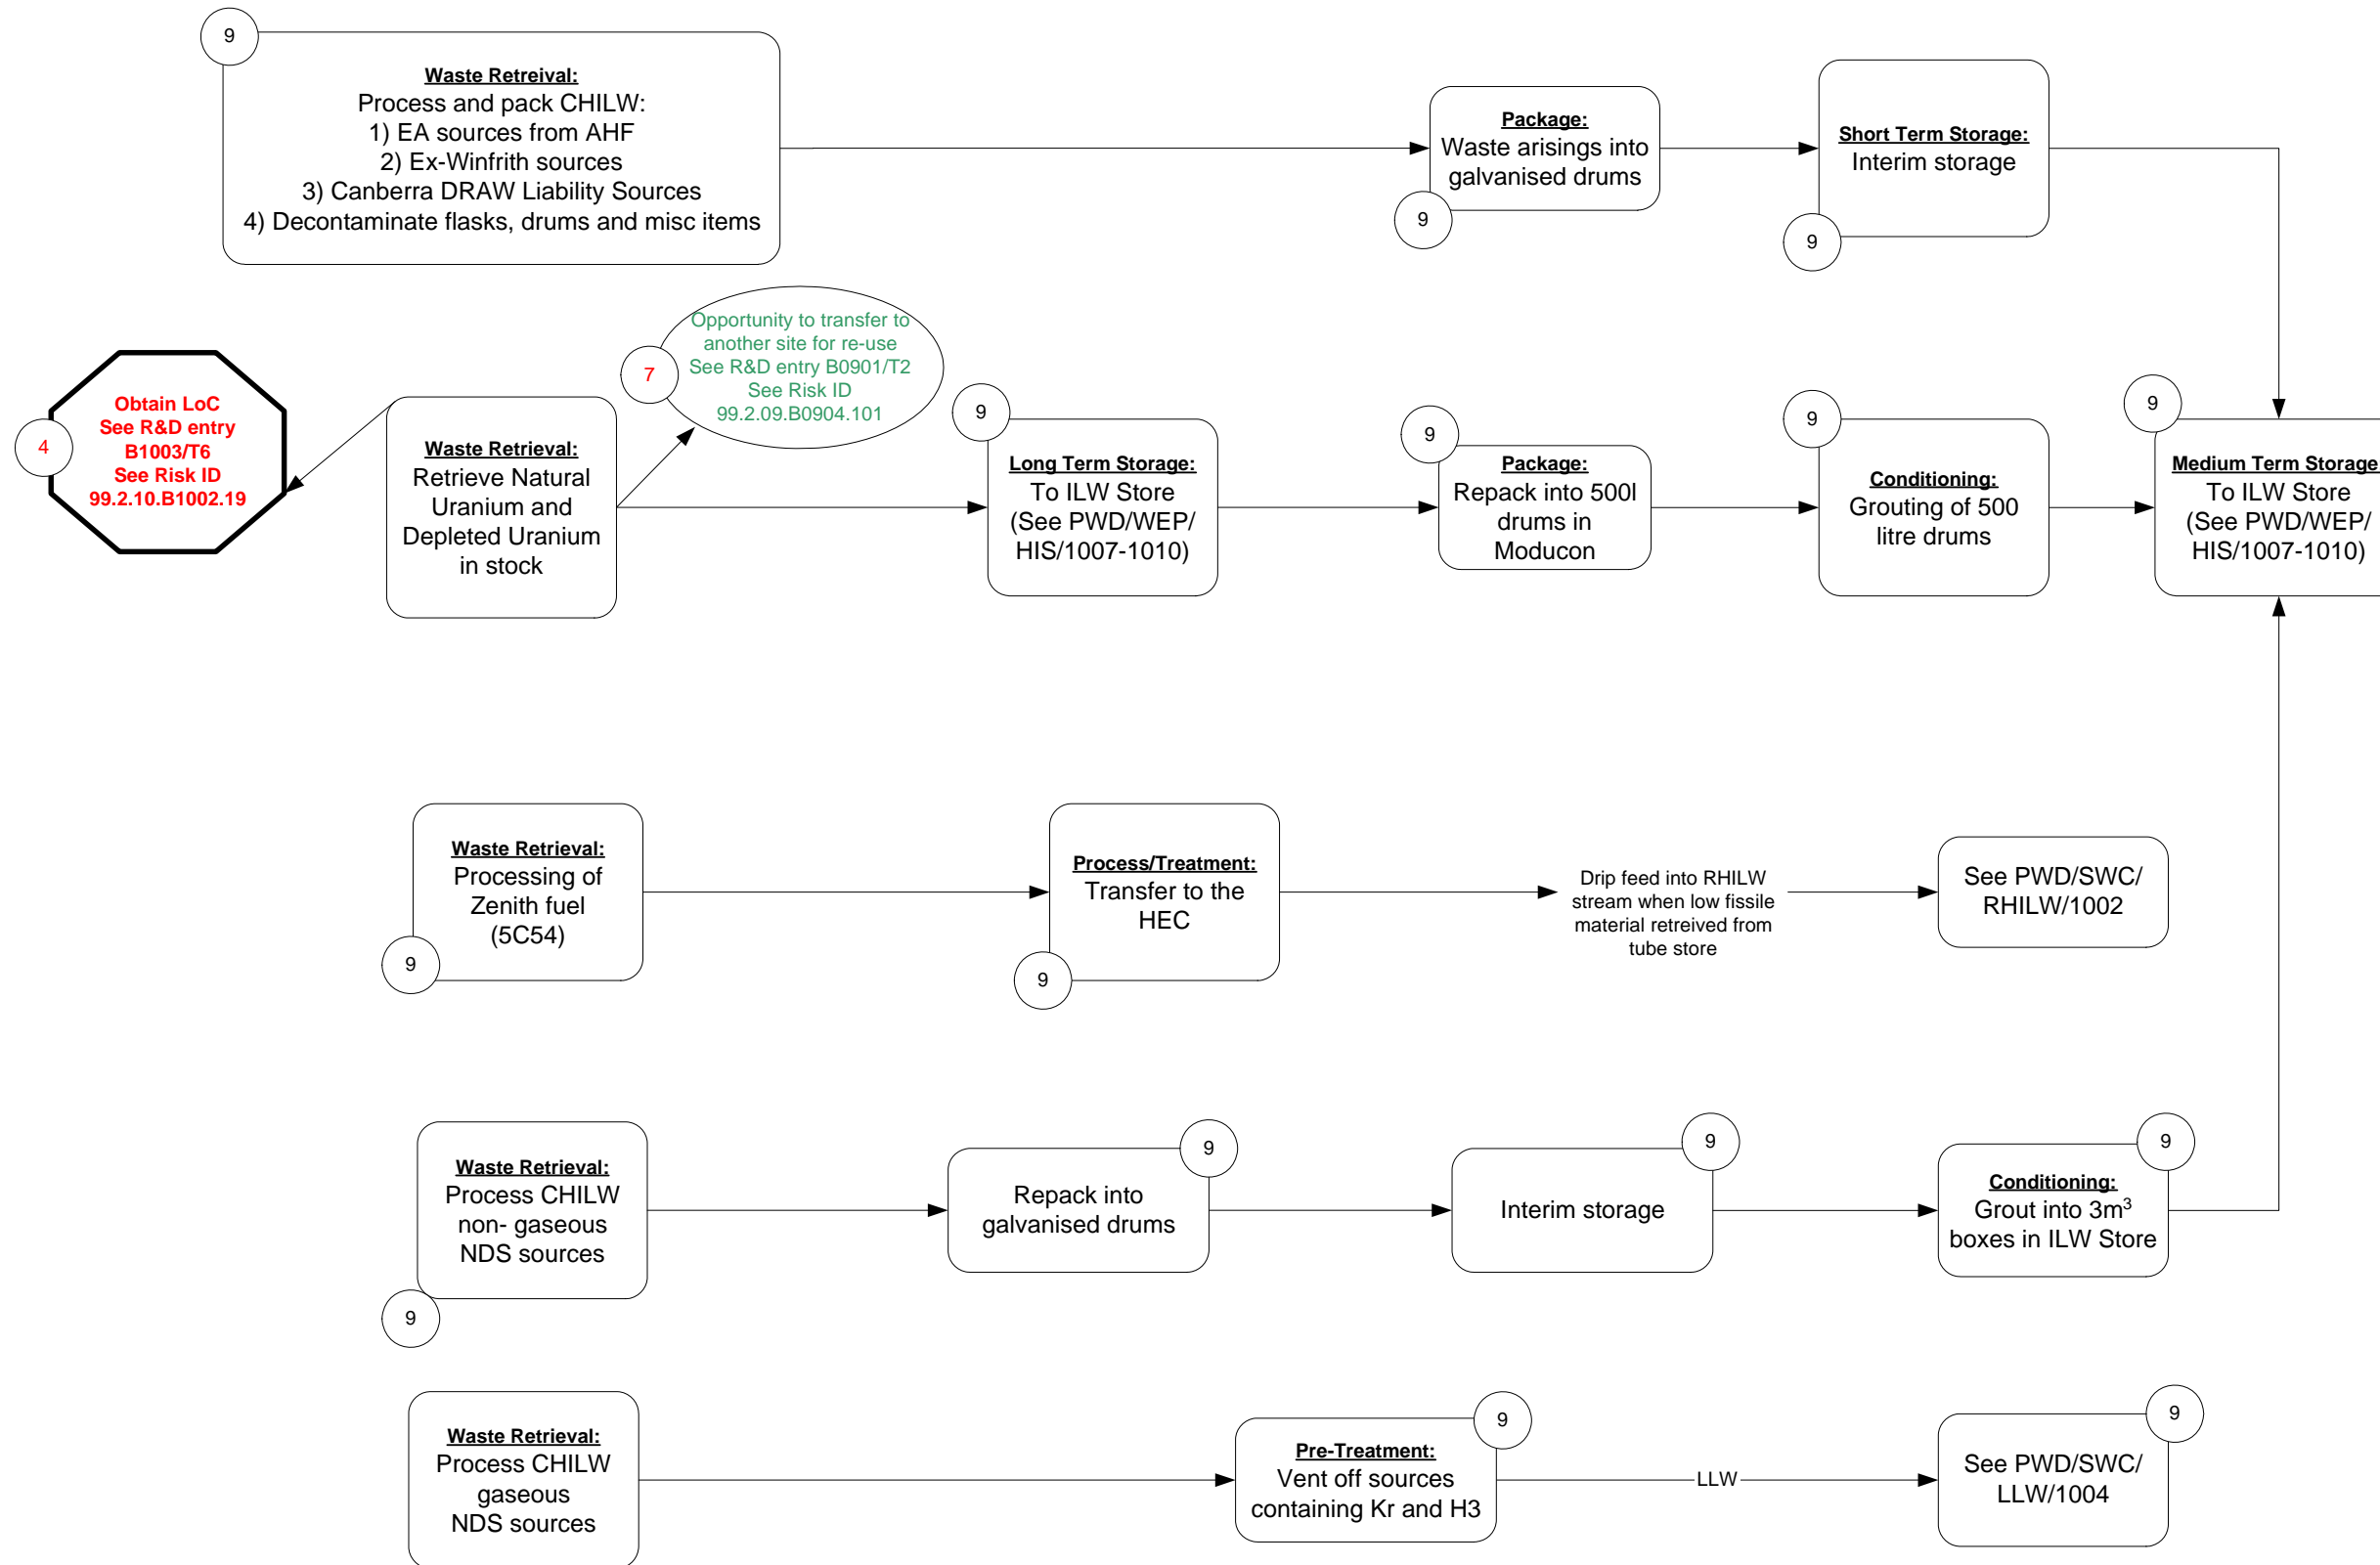 9
Waste Retreival:
Process and pack CHILW:
1) EA sources from AHF
2) Ex-Winfrith sources
3) Canberra DRAW Liability Sources
4) Decontaminate flasks, drums and misc items
Package:
Waste arisings into
galvanised drums
9
Short Term Storage:
Interim storage
9
4
Obtain LoC
See R&D entry
B1003/T6
See Risk ID
99.2.10.B1002.19
Waste Retrieval:
Retrieve Natural
Uranium and
Depleted Uranium
in stock
7
Opportunity to transfer to
another site for re-use
See R&D entry B0901/T2
See Risk ID
99.2.09.B0904.101
9
Long Term Storage:
To ILW Store
(See PWD/WEP/
HIS/1007-1010)
9
Package:
Repack into 500l
drums in
Moducon
9
Conditioning:
Grouting of 500
litre drums
9
Medium Term Storage:
To ILW Store
(See PWD/WEP/
HIS/1007-1010)
Waste Retrieval:
Processing of
Zenith fuel
(5C54)
9
Process/Treatment:
Transfer to the
HEC
9
Drip feed into RHILW
stream when low fissile
material retreived from
tube store
See PWD/SWC/
RHILW/1002
Waste Retrieval:
Process CHILW
non- gaseous
NDS sources
9
Repack into
galvanised drums
9
Interim storage
9
Conditioning:
Grout into 3m³
boxes in ILW Store
9
Waste Retrieval:
Process CHILW
gaseous
NDS sources
Pre-Treatment:
Vent off sources
containing Kr and H3
9
LLW
See PWD/SWC/
LLW/1004
9